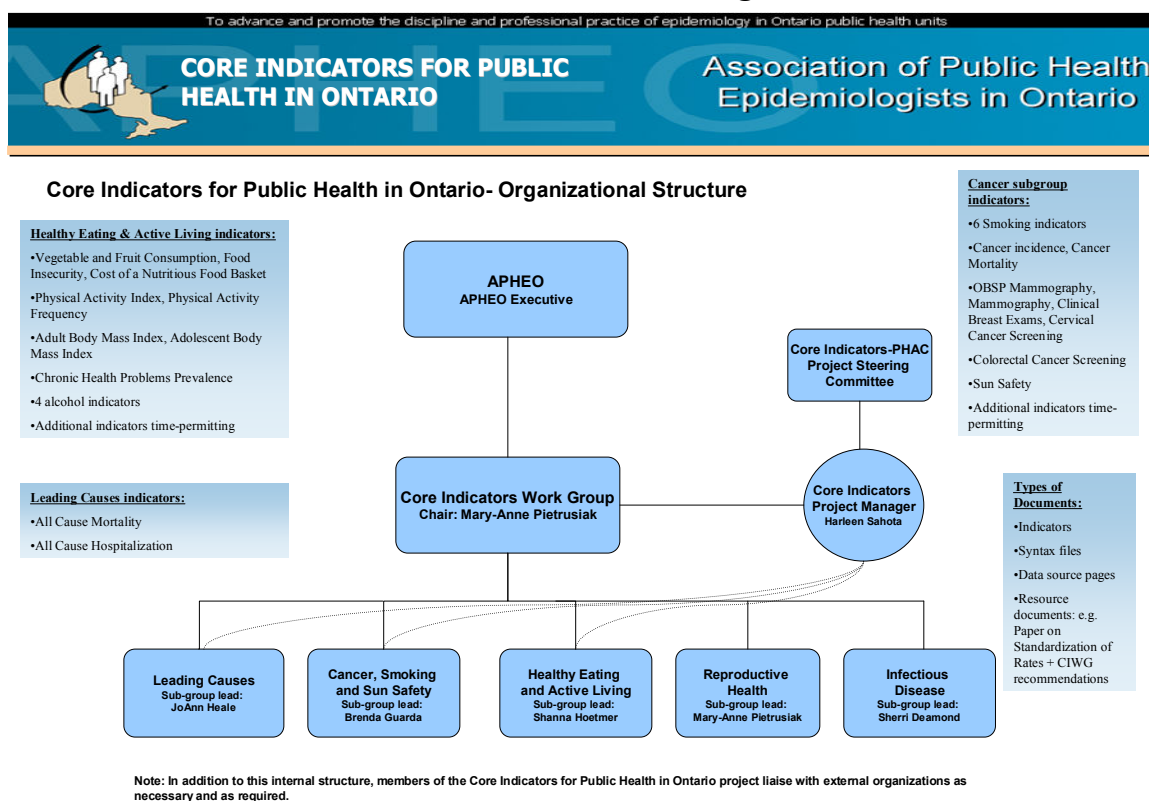 To advance and promote the discipline and professional practice of epidemiology in Ontario public health units
CORE INDICATORS FOR PUBLIC
HEALTH IN ONTARIO
Association of Public Health
Epidemiologists in Ontario
APHEO
Core Indicators for Public Health in Ontario- Organizational Structure
Healthy Eating & Active Living indicators:
•Vegetable and Fruit Consumption, Food
Insecurity, Cost of a Nutritious Food Basket
•Physical Activity Index, Physical Activity
Frequency
•Adult Body Mass Index, Adolescent Body
Mass Index
•Chronic Health Problems Prevalence
•4 alcohol indicators
•Additional indicators time-permitting
Leading Causes indicators:
•All Cause Mortality
•All Cause Hospitalization
APHEO
APHEO Executive
Core Indicators-PHAC
Project Steering
Committee
Core Indicators Work Group
Chair: Mary-Anne Pietrusiak
Core Indicators
Project Manager
Harleen Sahota
Cancer subgroup
indicators:
•6 Smoking indicators
•Cancer incidence, Cancer
Mortality
•OBSP Mammography,
Mammography, Clinical
Breast Exams, Cervical
Cancer Screening
•Colorectal Cancer Screening
•Sun Safety
•Additional indicators time-
permitting
Types of
Documents:
•Indicators
•Syntax files
•Data source pages
•Resource
documents: e.g.
Paper on
Standardization of
Rates + CIWG
recommendations
Leading Causes
Sub-group lead:
JoAnn Heale
Cancer, Smoking
and Sun Safety
Sub-group lead:
Brenda Guarda
Healthy Eating
and Active Living
Sub-group lead:
Shanna Hoetmer
Reproductive
Health
Sub-group lead:
Mary-Anne Pietrusiak
Infectious
Disease
Sub-group lead:
Sherri Deamond
Note: In addition to this internal structure, members of the Core Indicators for Public Health in Ontario project liaise with external organizations as
necessary and as required.